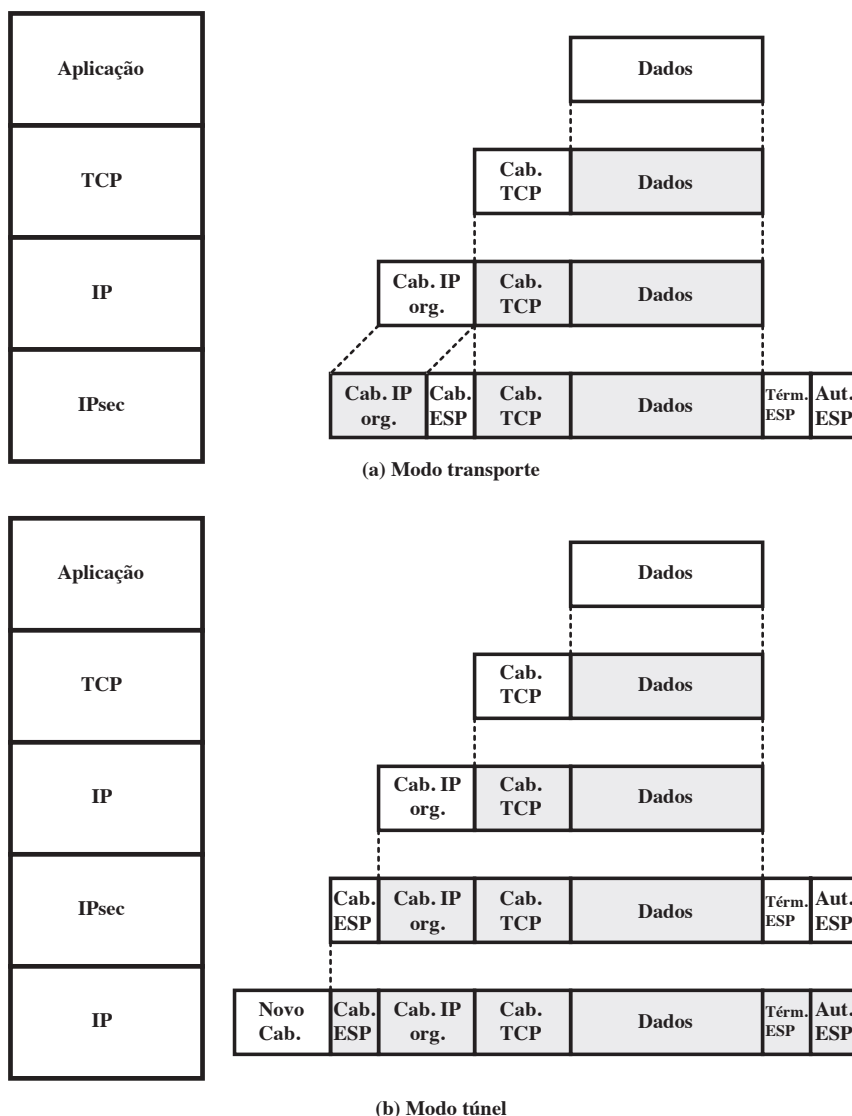 Aplicação
Dados
TCP
Cab.
TCP
Dados
IP
Cab. IP
org.
Cab.
TCP
Dados
IPsec
Cab. IP
org.
Cab.
ESP
Cab.
TCP
Dados
Térm.
ESP
Aut.
ESP
(a) Modo transporte
Aplicação
Dados
TCP
Cab.
TCP
Dados
IP
Cab. IP
org.
Cab.
TCP
Dados
IPsec
Cab.
ESP
Cab. IP
org.
Cab.
TCP
Dados
Térm.
ESP
Aut.
ESP
IP
Novo
Cab.
Cab.
ESP
Cab. IP
org.
Cab.
TCP
Dados
Térm.
ESP
Aut.
ESP
(b) Modo túnel